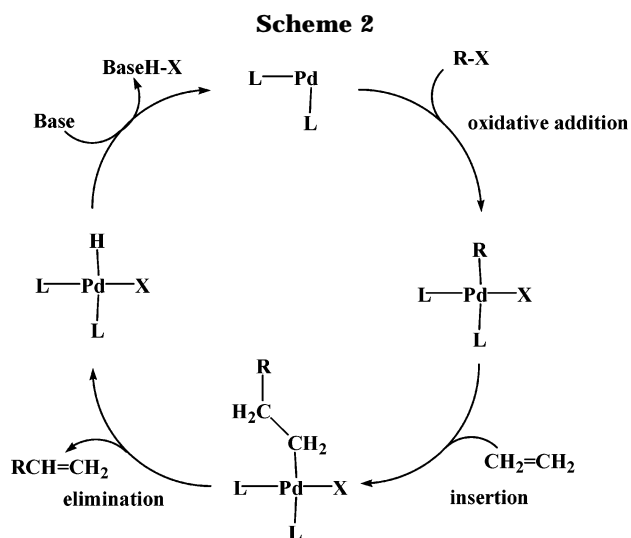 Scheme 2
BaseH-X
R-X
L Pd
L
Base
oxidative addition
H
L Pd X
L
R
L Pd X
L
R
H₂C
CH₂
L Pd X
L
RCH=CH₂
elimination
CH₂=CH₂
insertion